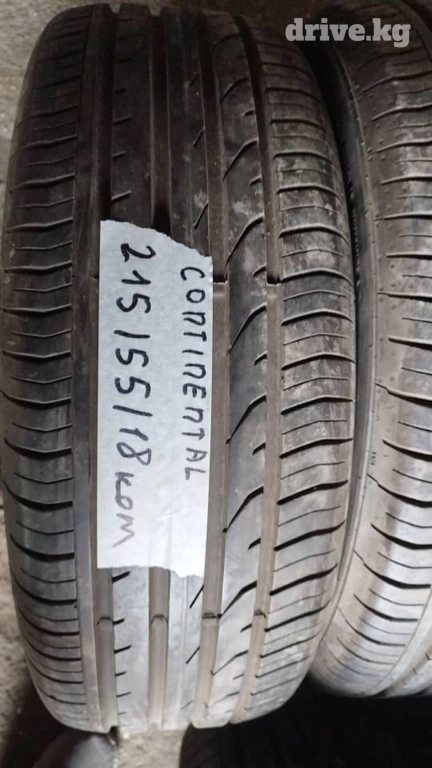 drive.kg
CONTINENTAL
215/55/18 ком